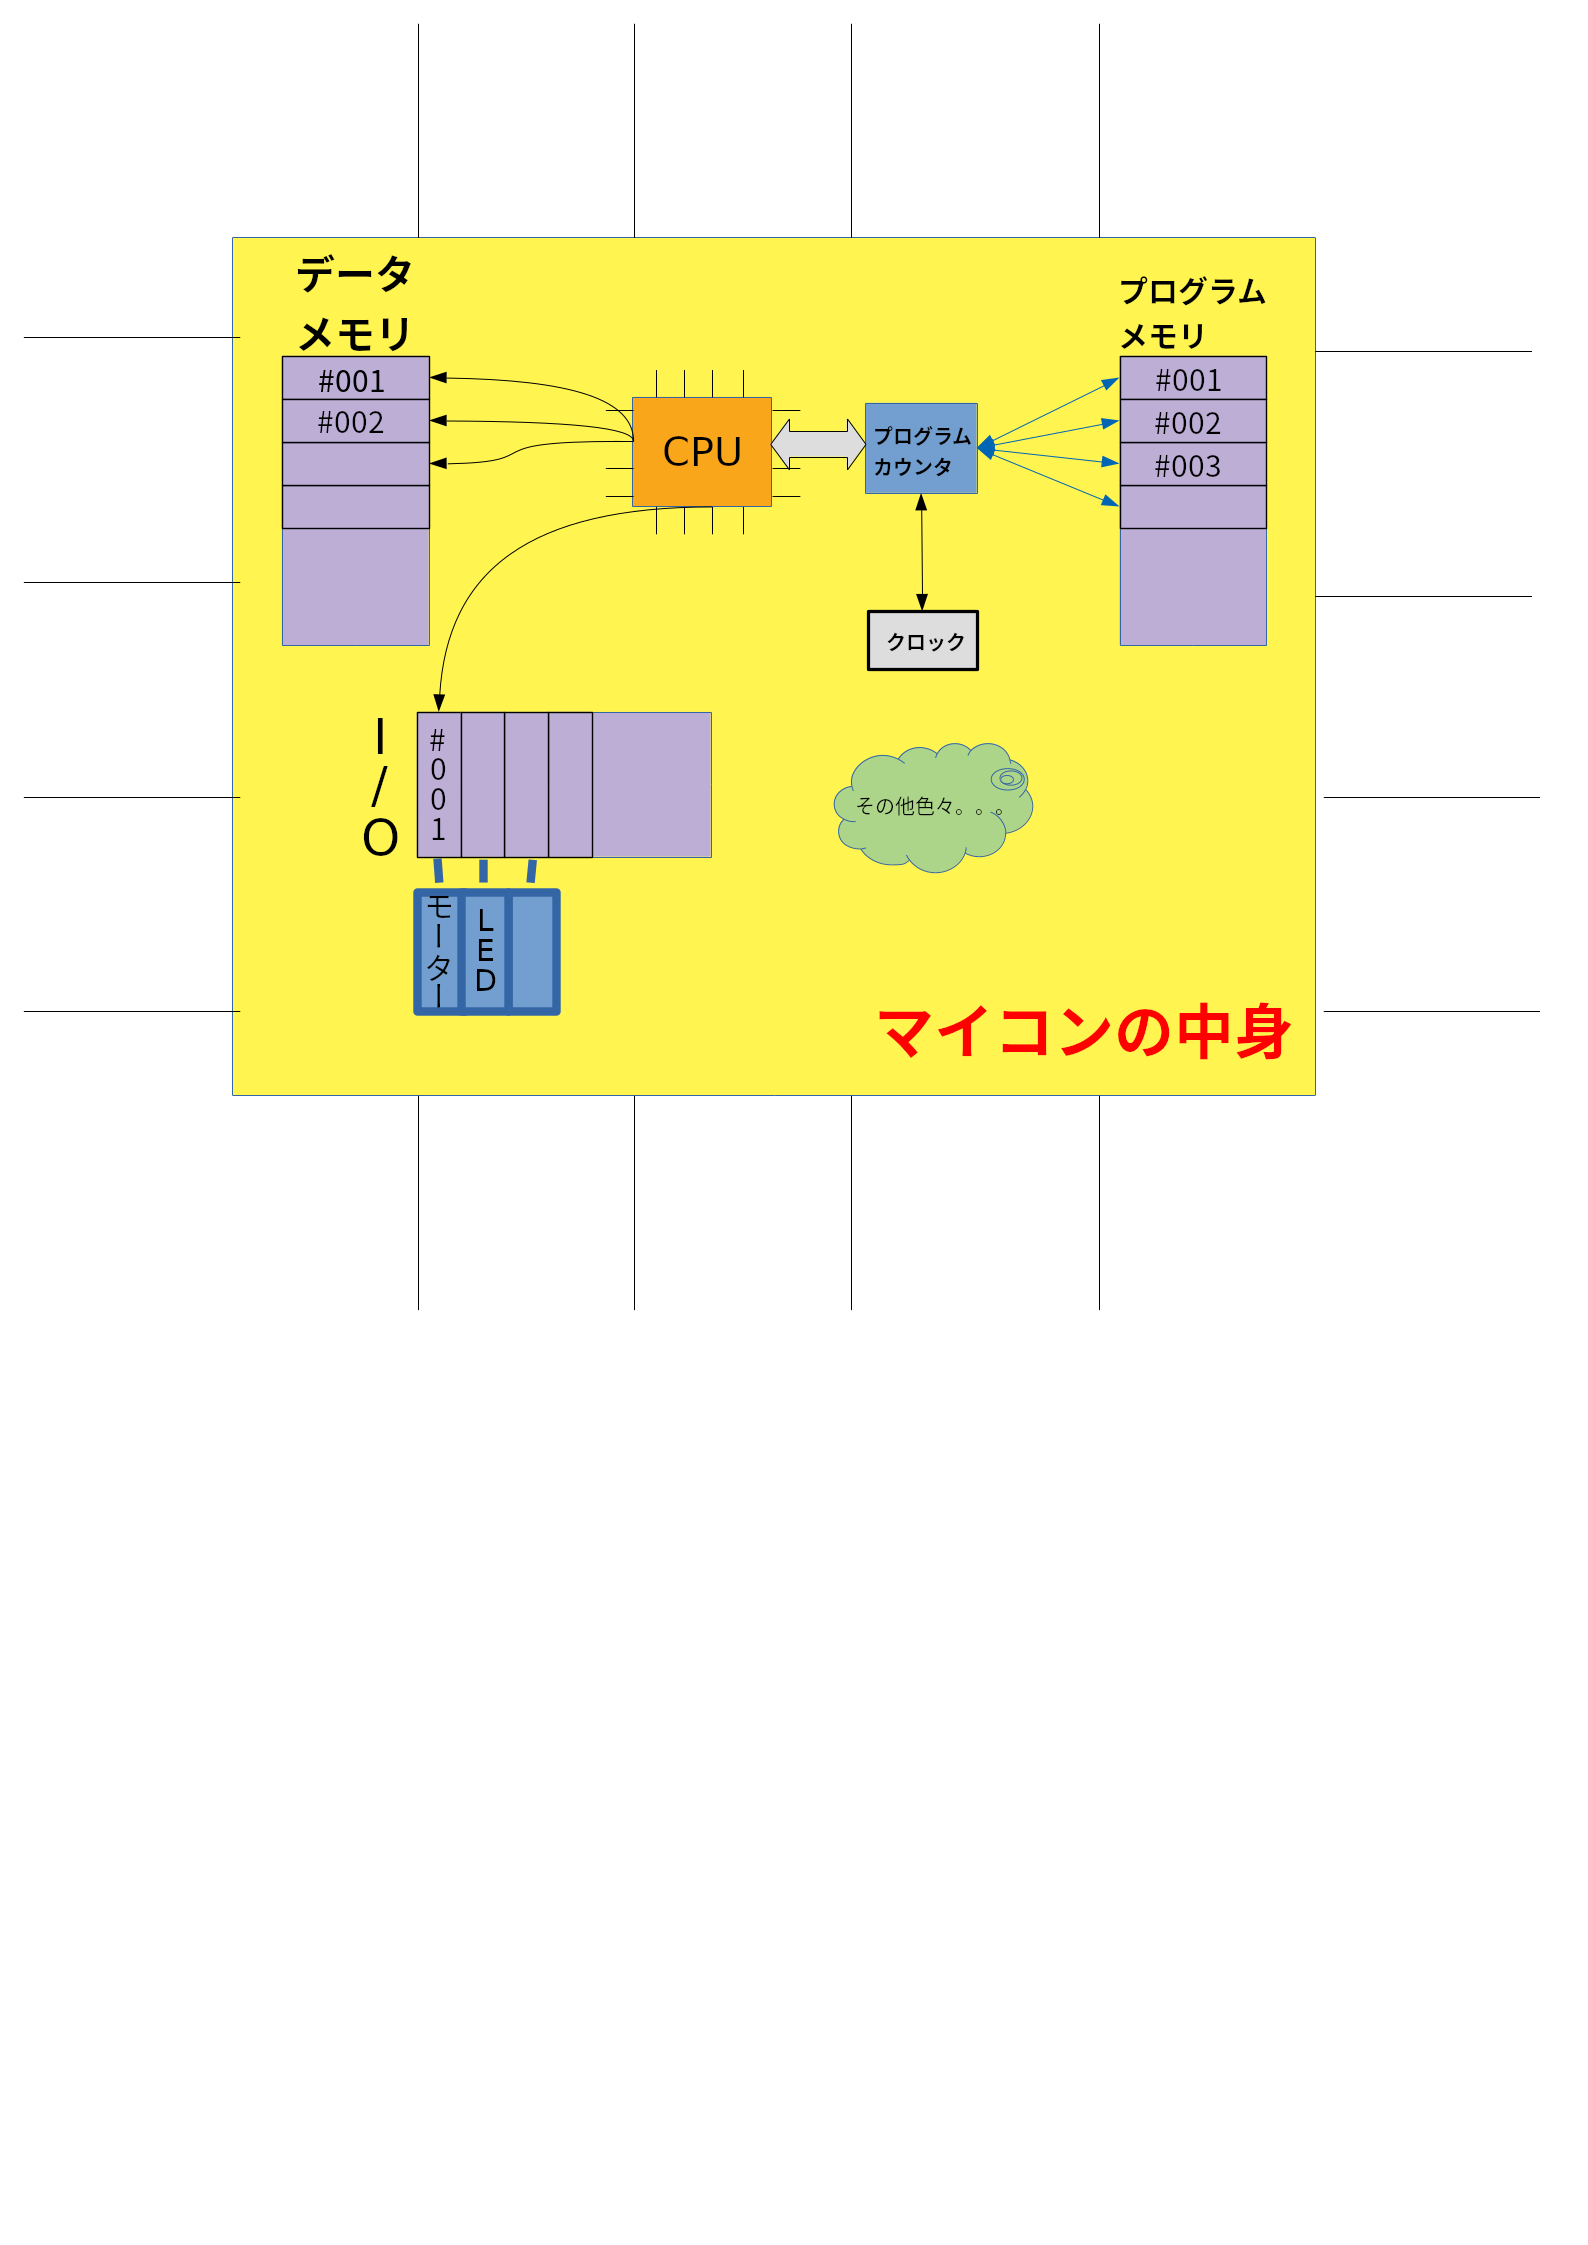 データ
メモリ
#001
#002
CPU
プログラム
カウンタ
クロック
プログラム
メモリ
#001
#002
#003
I/O
#001
モーター
LED
その他色々。。。
マイコンの中身